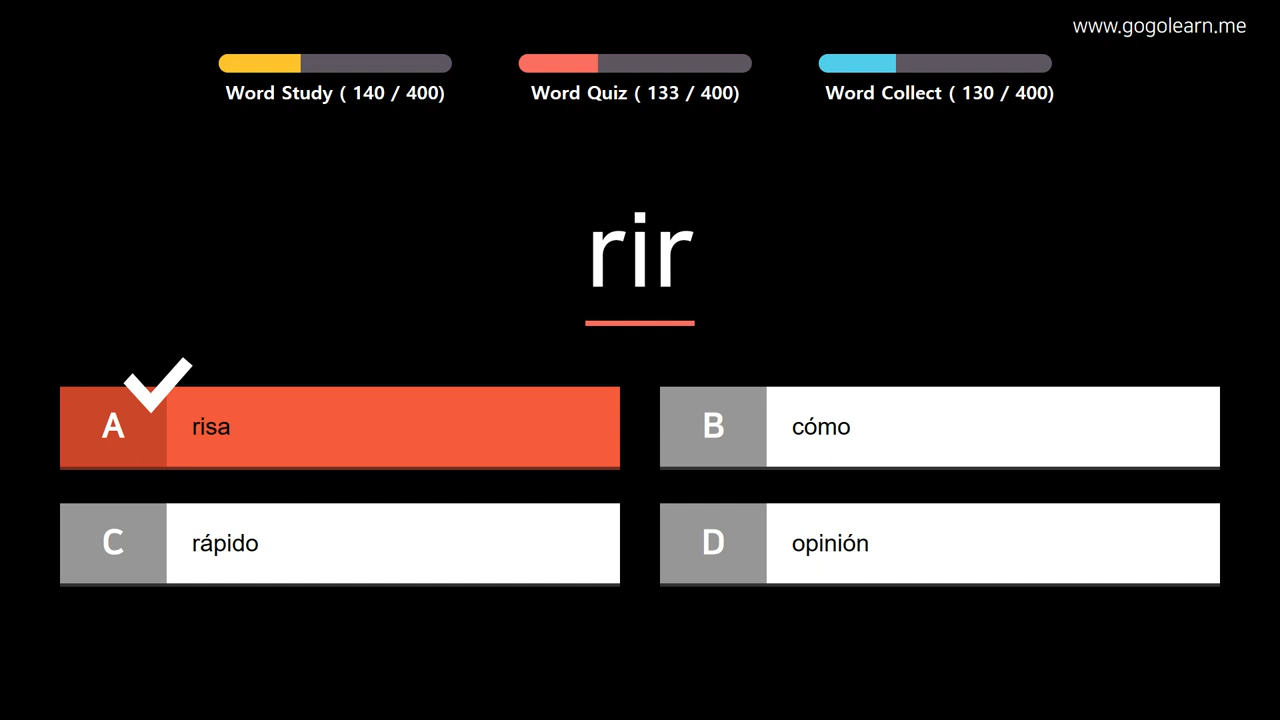 www.gogolearn.me
Word Study ( 140 / 400)
Word Quiz ( 133 / 400)
Word Collect ( 130 / 400)
rir
A risa
B cómo
C rápido
D opinión